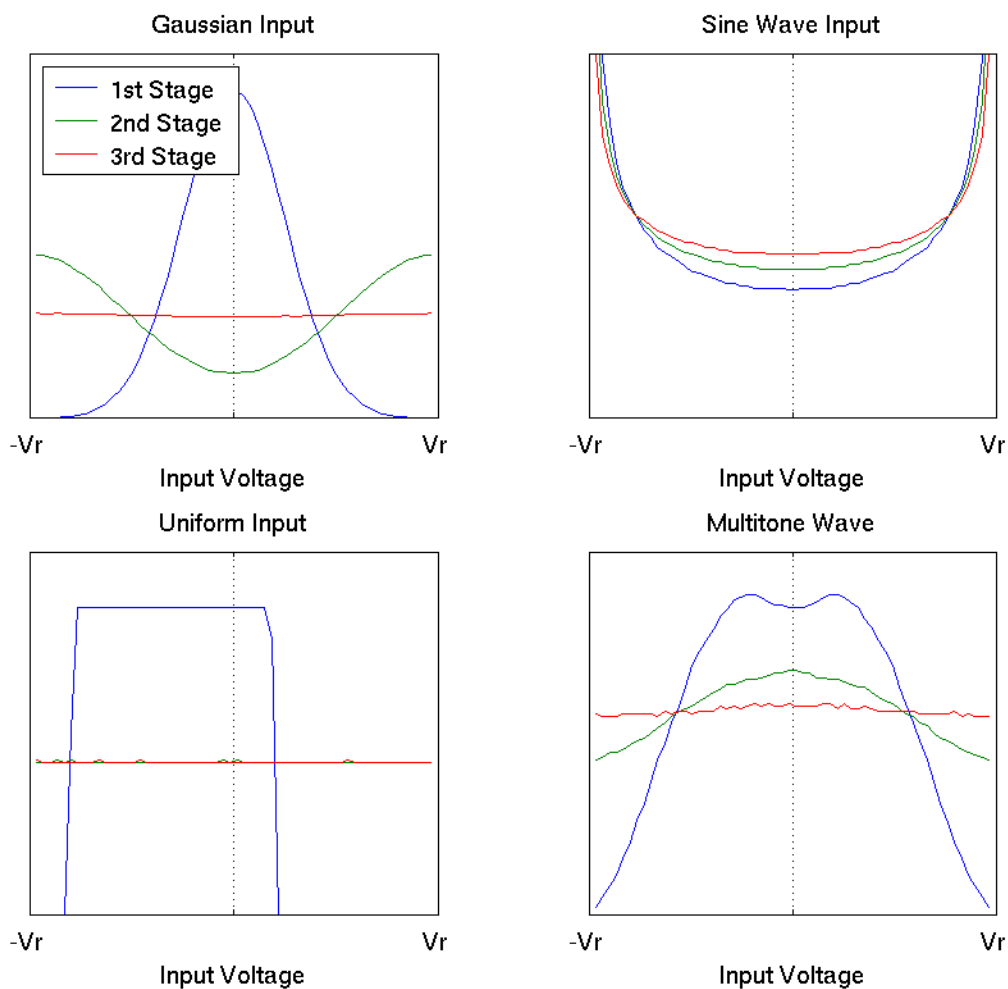 Gaussian Input
1st Stage
2nd Stage
3rd Stage
-Vr
Vr
Input Voltage
Sine Wave Input
-Vr
Vr
Input Voltage
Uniform Input
-Vr
Vr
Input Voltage
Multitone Wave
-Vr
Vr
Input Voltage